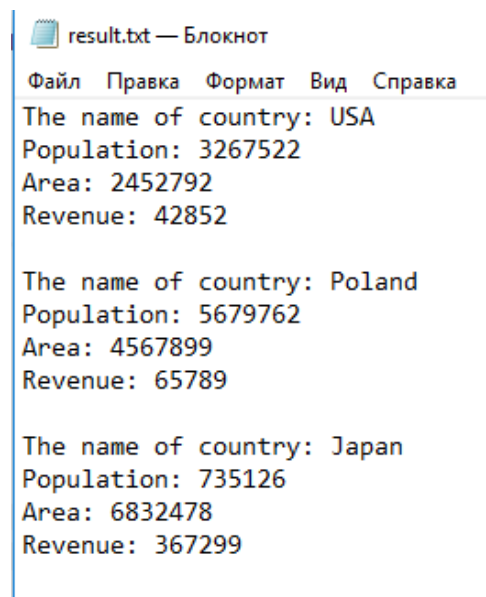 result.txt — Блокнот
Файл Правка Формат Вид Справка
The name of country: USA
Population: 3267522
Area: 2452792
Revenue: 42852

The name of country: Poland
Population: 5679762
Area: 4567899
Revenue: 65789

The name of country: Japan
Population: 735126
Area: 6832478
Revenue: 367299